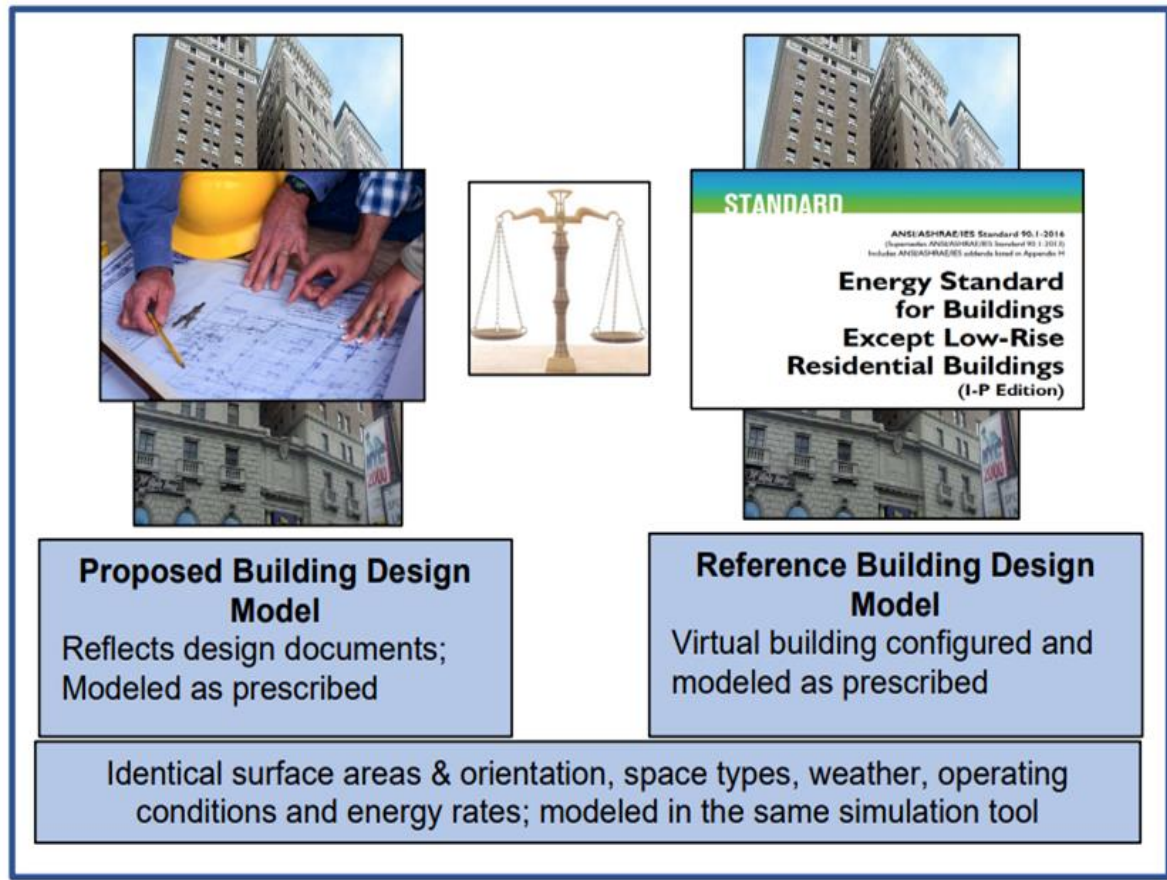 STANDARD
ANSI/ASHRAE/IES Standard 90.1-2016
(Supersedes ANSI/ASHRAE/IES Standard 90.1-2013)
Includes ANSI/ASHRAE/IES addenda listed in Appendix H
Energy Standard
for Buildings
Except Low-Rise
Residential Buildings
(I-P Edition)
2000
Proposed Building Design
Model
Reflects design documents;
Modeled as prescribed
Reference Building Design
Model
Virtual building configured and
modeled as prescribed
Identical surface areas & orientation, space types, weather, operating
conditions and energy rates; modeled in the same simulation tool